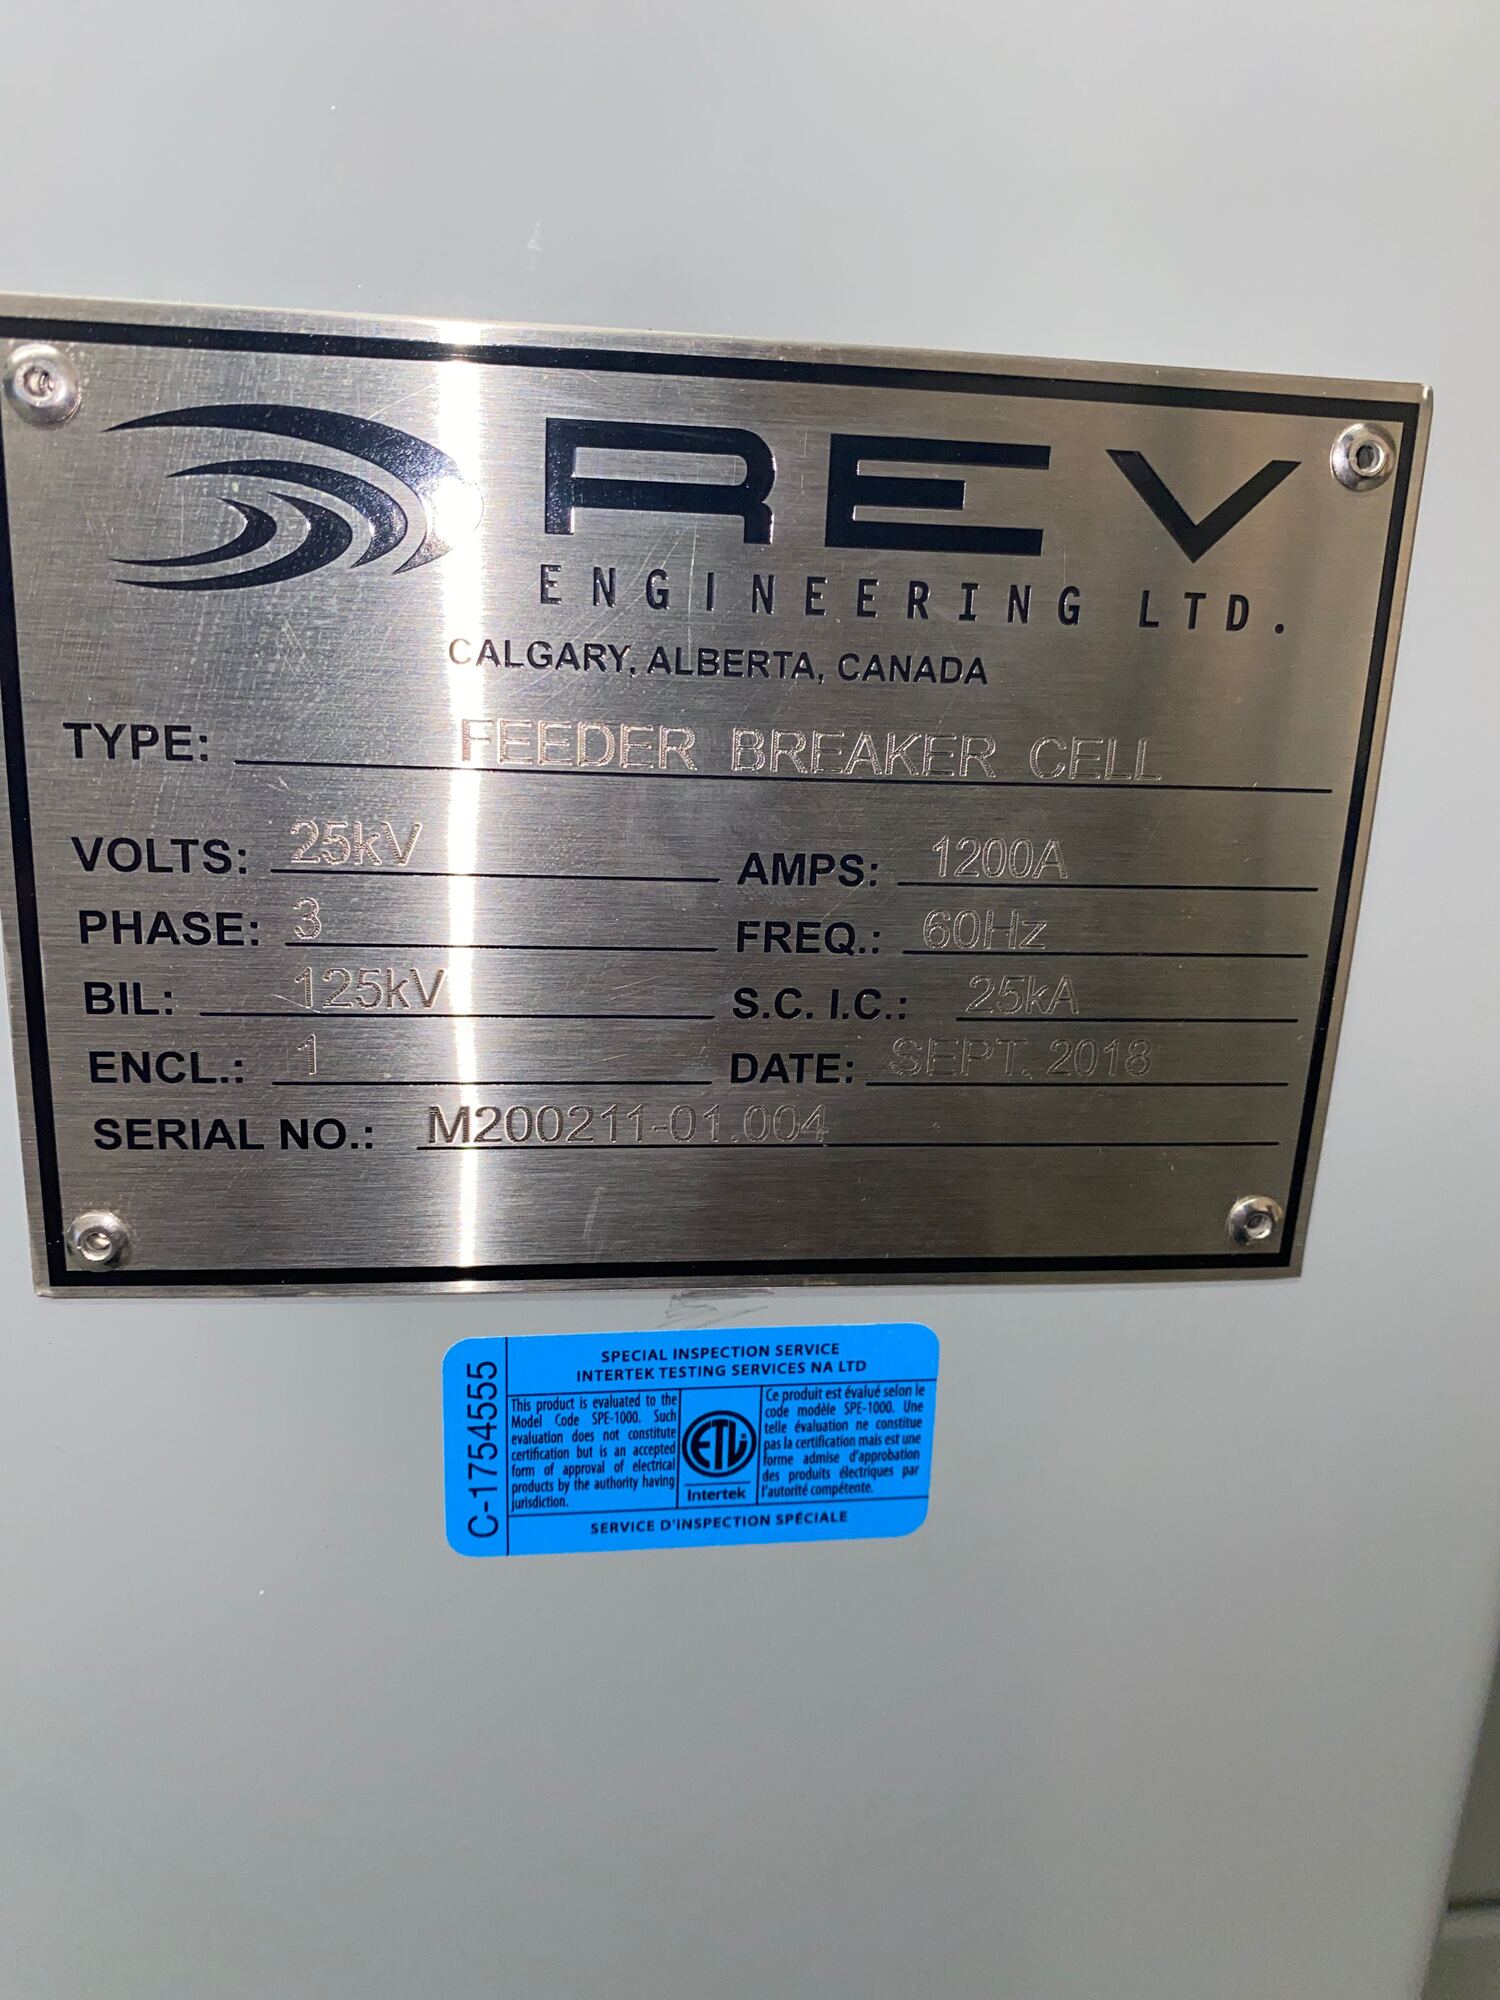 REV
ENGINEERING LTD.
CALGARY, ALBERTA, CANADA
TYPE: FEEDER BREAKER CELL
VOLTS: 25kV AMPS: 1200A
PHASE: 3 FREQ.: 60Hz
BIL: 125kV S.C. I.C.: 25kA
ENCL.: 1 DATE: SEPT. 2018
SERIAL NO.: M200211-01.004
C-1754555
SPECIAL INSPECTION SERVICE
INTERTEK TESTING SERVICES NA LTD
This product is evaluated to the
Model Code SPE-1000. Such
evaluation does not constitute
certification but is an accepted
form of approval of electrical
products by the authority having
jurisdiction.
ETL
Intertek
Ce produit est évalué selon le
code modèle SPE-1000. Une
telle évaluation ne constitue
pas la certification mais est une
forme admise d'approbation
des produits électriques par
l'autorité compétente.
SERVICE D'INSPECTION SPÉCIALE